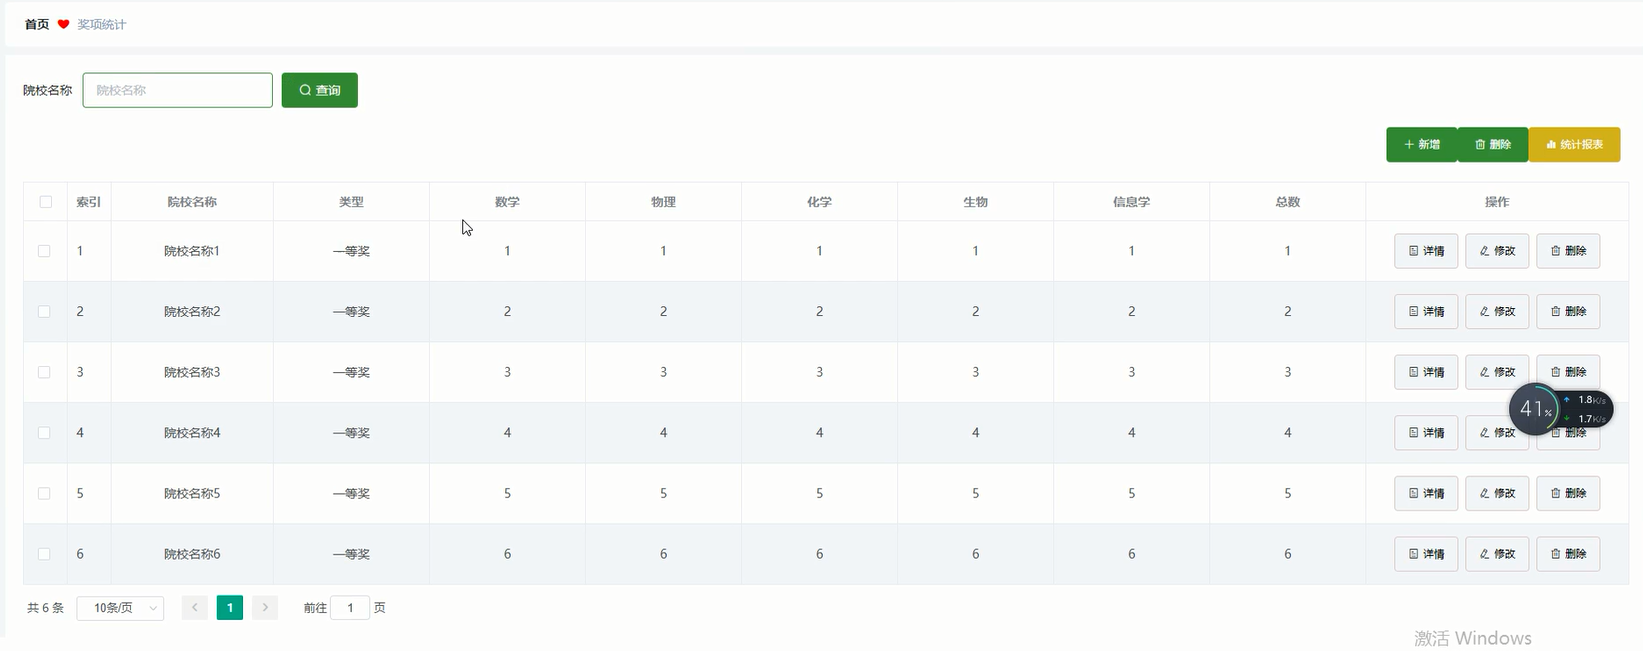 首页 奖项统计
院校名称 院校名称 查询
新增 删除 统计报表
索引 院校名称 类型 数学 物理 化学 生物 信息学 总数 操作
1 院校名称1 一等奖 1 1 1 1 1 1 详情 修改 删除
2 院校名称2 一等奖 2 2 2 2 2 2 详情 修改 删除
3 院校名称3 一等奖 3 3 3 3 3 3 详情 修改 删除
41% 1.8K/s
1.7K/s
4 院校名称4 一等奖 4 4 4 4 4 4 详情 修改 删除
5 院校名称5 一等奖 5 5 5 5 5 5 详情 修改 删除
6 院校名称6 一等奖 6 6 6 6 6 6 详情 修改 删除
共 6 条 10条/页 1 前往 1 页
激活 Windows